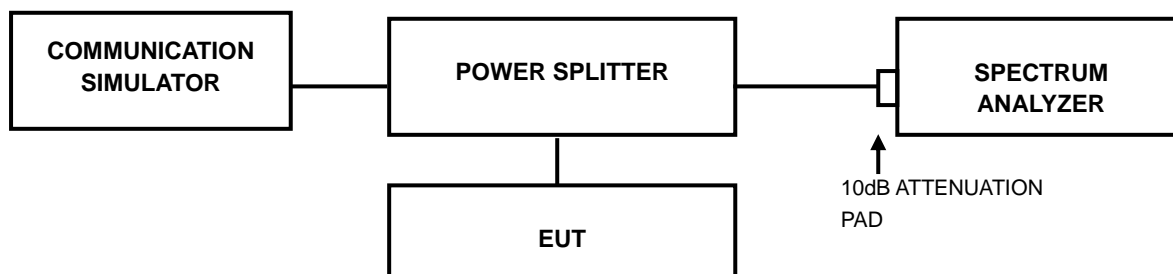 COMMUNICATION
SIMULATOR
POWER SPLITTER
SPECTRUM
ANALYZER
10dB ATTENUATION
PAD
EUT